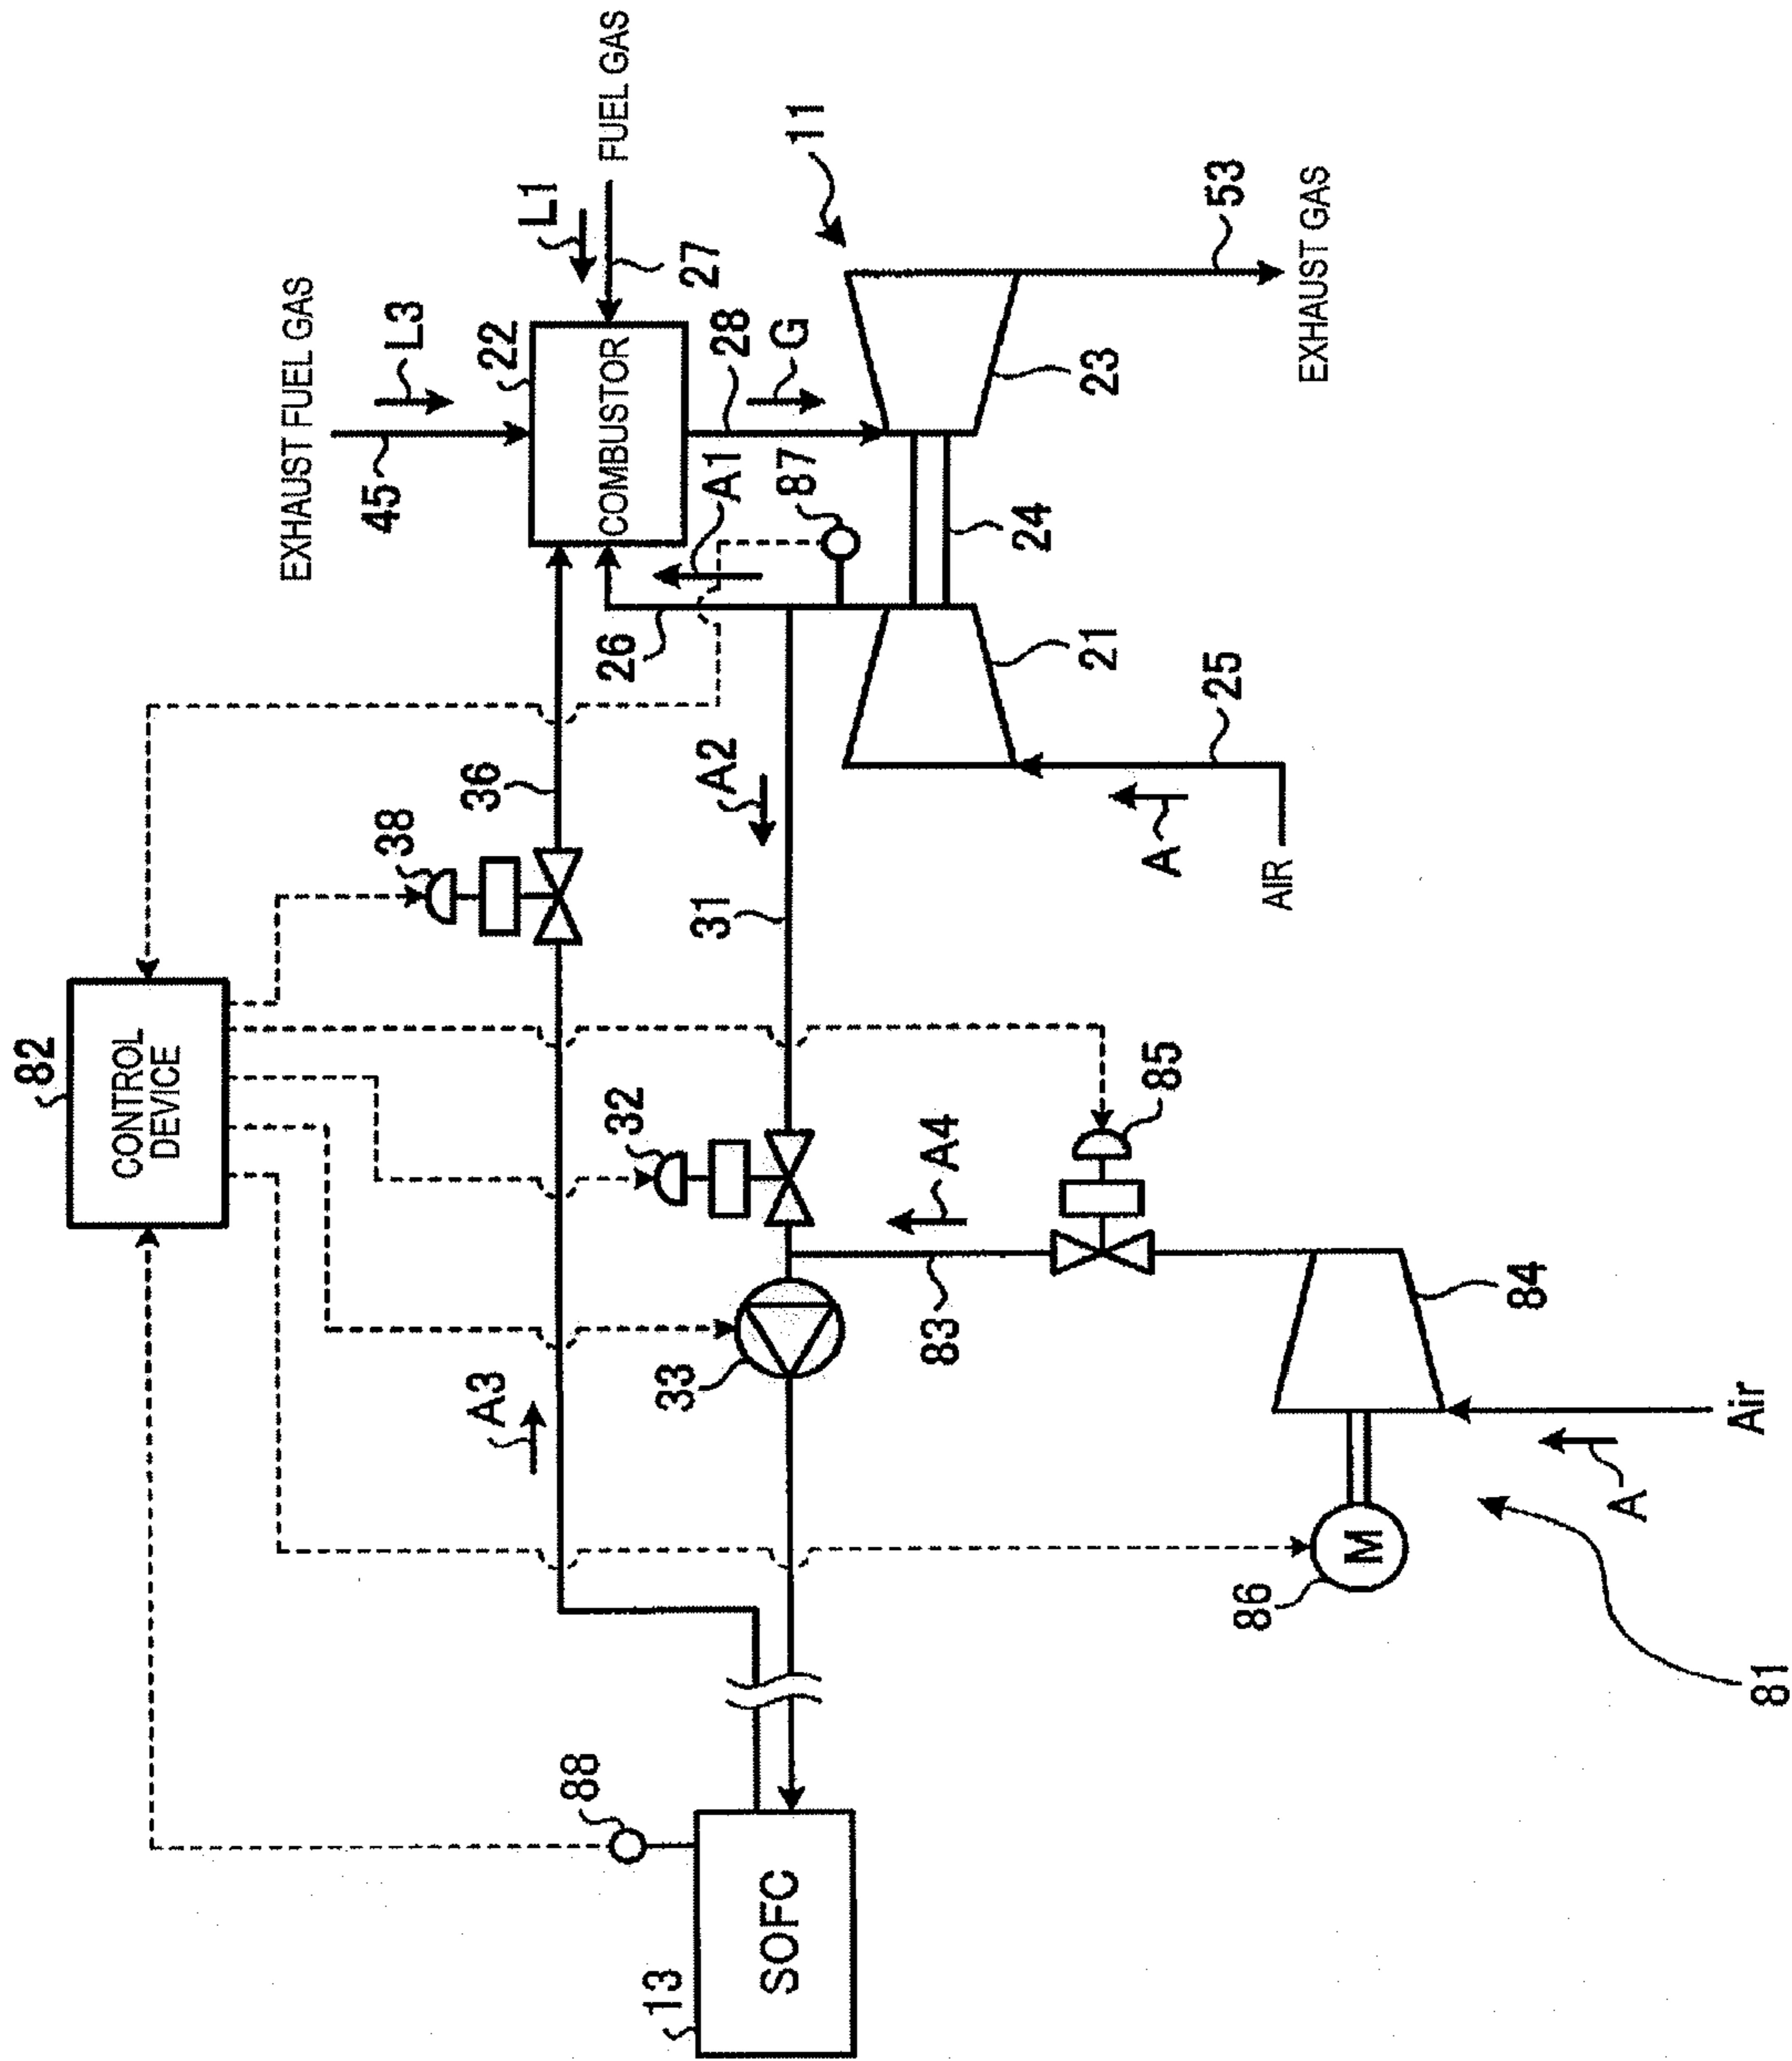 82
CONTROL
DEVICE
EXHAUST FUEL GAS
45
L3
22
COMBUSTOR
L1
27
FUEL GAS
38
36
26
A1
28
G
87
11
A3
32
31
A2
33
A4
83
85
21
24
23
25
A
AIR
53
EXHAUST GAS
88
13
SOFC
M
86
84
A
Air
81